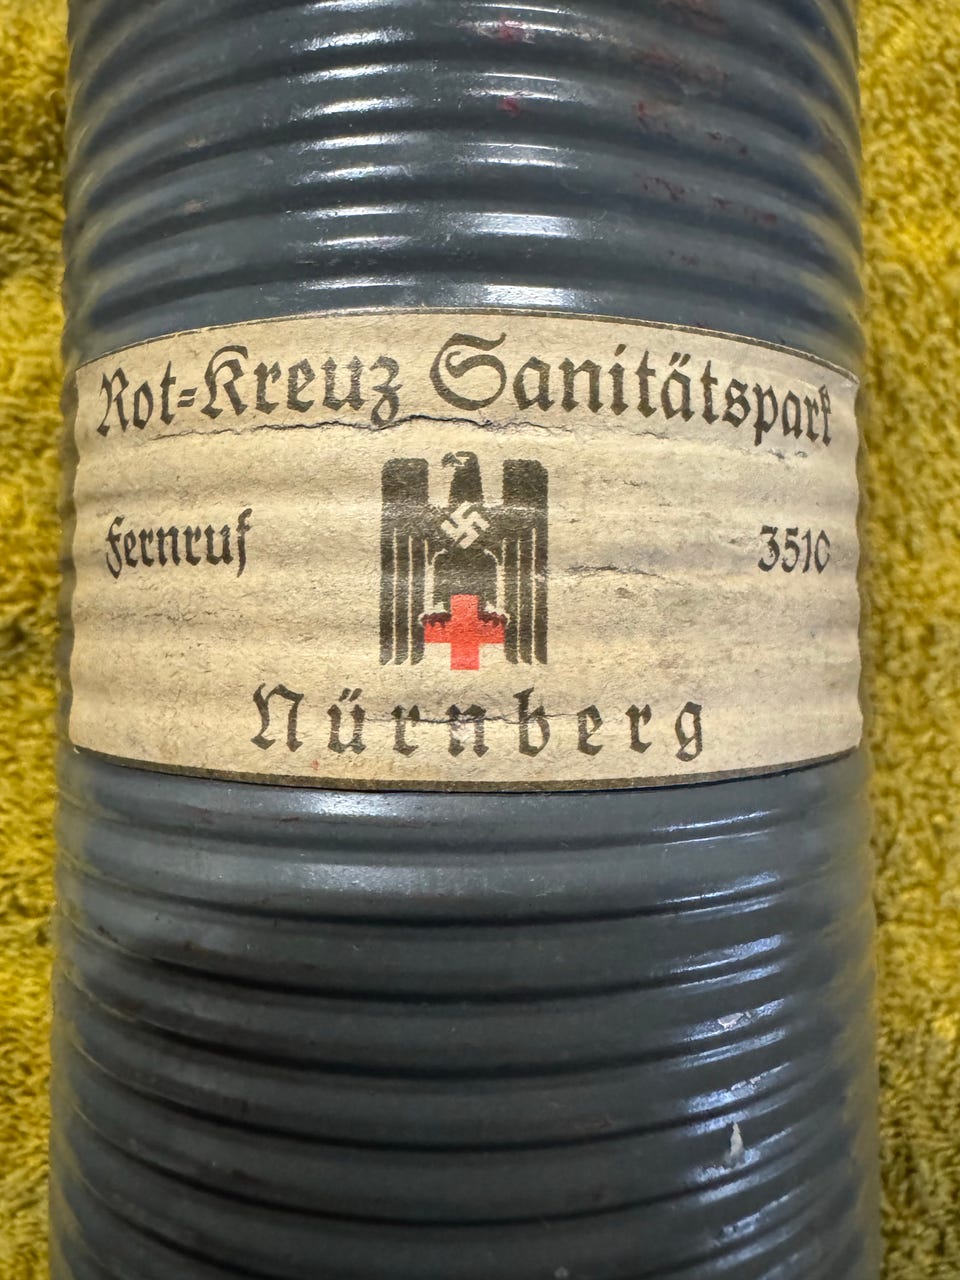 Rot-Kreuz Sanitätspark
Fernruf 3510
Nürnberg